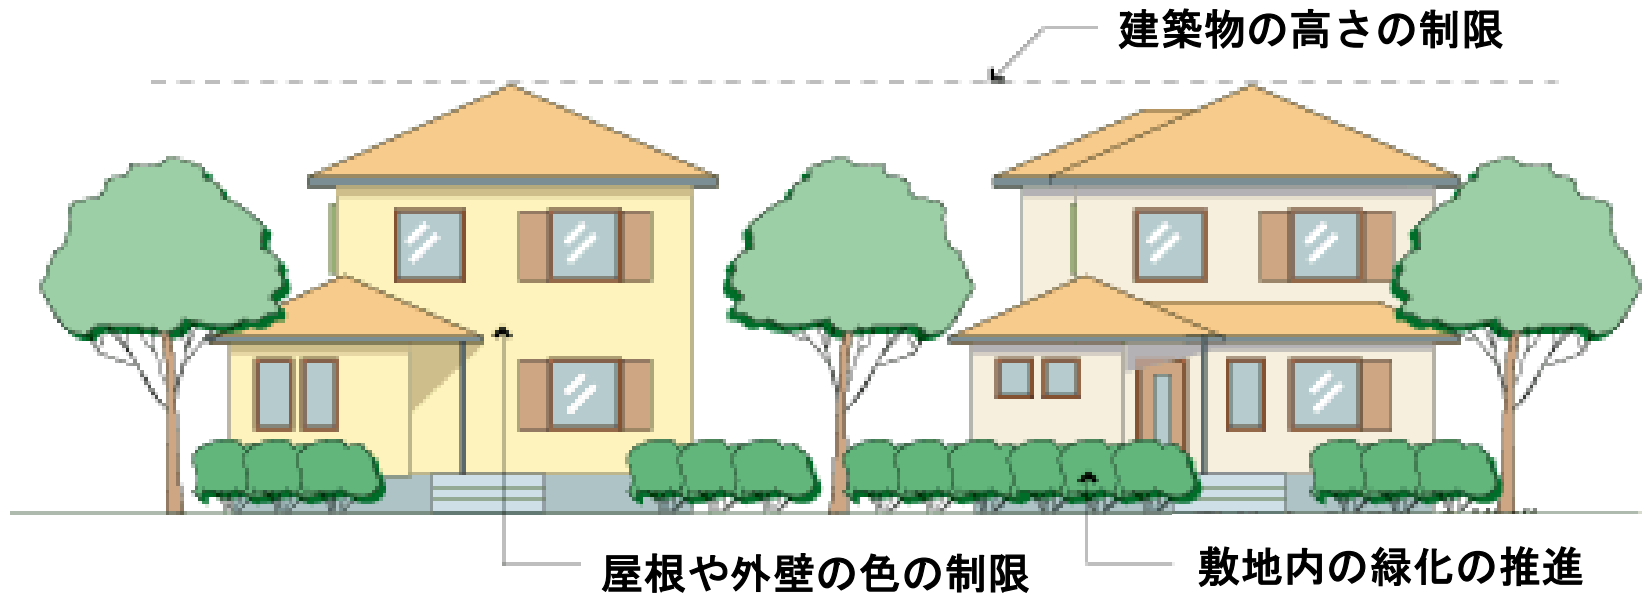 建築物の高さの制限
屋根や外壁の色の制限
敷地内の緑化の推進